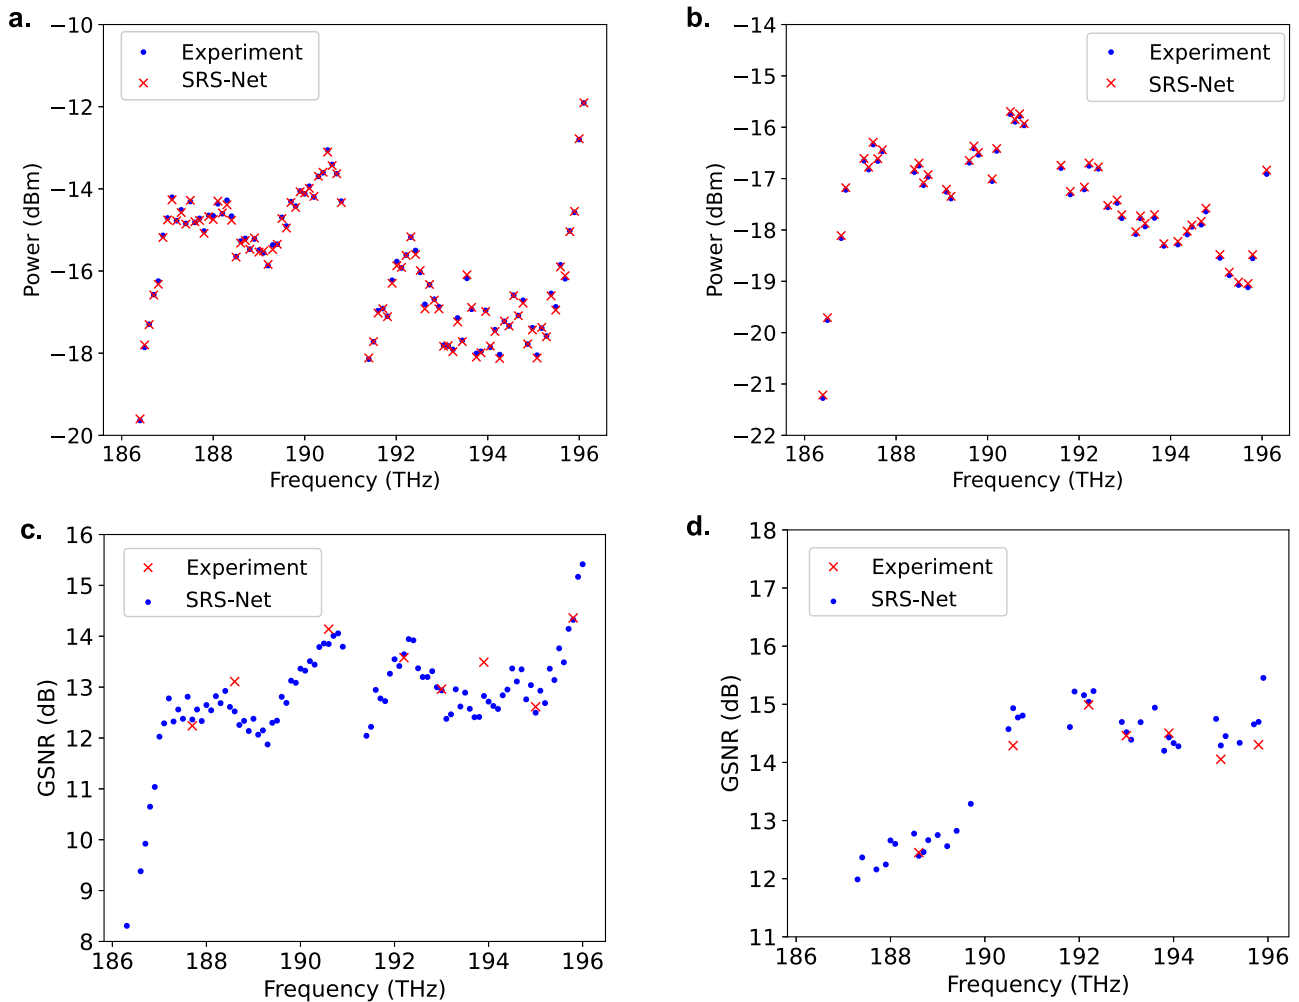 a.
−10
−12
−14
−16
−18
−20
Power (dBm)
Experiment
SRS-Net
186 188 190 192 194 196
Frequency (THz)
b.
−14
−15
−16
−17
−18
−19
−20
−21
−22
Power (dBm)
Experiment
SRS-Net
186 188 190 192 194 196
Frequency (THz)
c.
16
15
14
13
12
11
10
9
8
GSNR (dB)
Experiment
SRS-Net
186 188 190 192 194 196
Frequency (THz)
d.
18
17
16
15
14
13
12
11
GSNR (dB)
Experiment
SRS-Net
186 188 190 192 194 196
Frequency (THz)